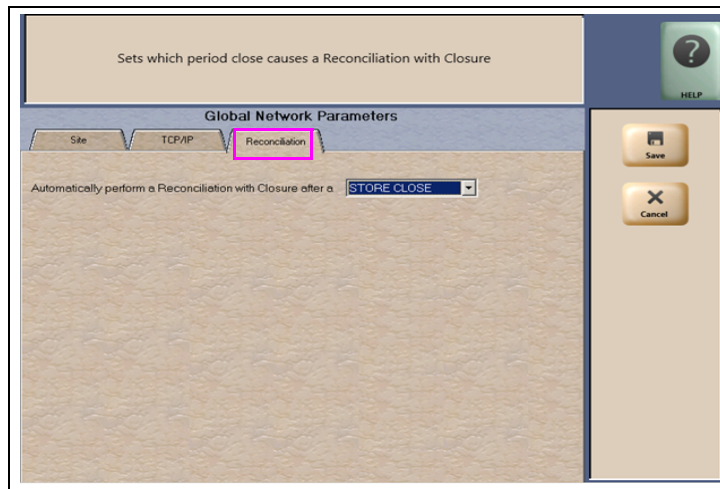 Sets which period close causes a Reconciliation with Closure
HELP
Global Network Parameters
Site
TCP/IP
Reconciliation
Save
Automatically perform a Reconciliation with Closure after a
STORE CLOSE
Cancel